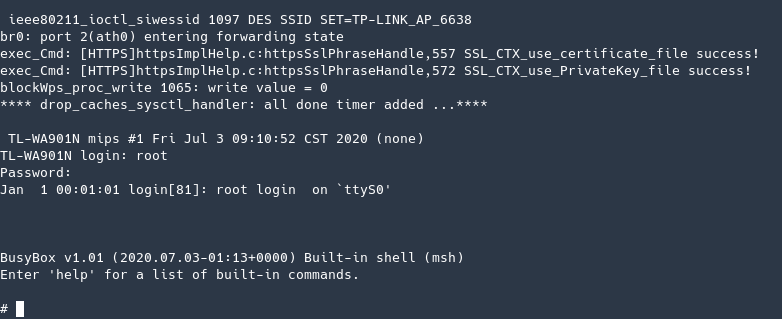 ieee80211_ioctl_siwessid 1097 DES SSID SET=TP-LINK_AP_6638
br0: port 2(ath0) entering forwarding state
exec_Cmd: [HTTPS]httpsImplHelp.c:httpsSslPhraseHandle,557 SSL_CTX_use_certificate_file success!
exec_Cmd: [HTTPS]httpsImplHelp.c:httpsSslPhraseHandle,572 SSL_CTX_use_PrivateKey_file success!
blockWps_proc_write 1065: write value = 0
**** drop_caches_sysctl_handler: all done timer added ...****
TL-WA901N mips #1 Fri Jul 3 09:10:52 CST 2020 (none)
TL-WA901N login: root
Password:
Jan  1 00:01:01 login[81]: root login  on `ttyS0'
BusyBox v1.01 (2020.07.03-01:13+0000) Built-in shell (msh)
Enter 'help' for a list of built-in commands.
#